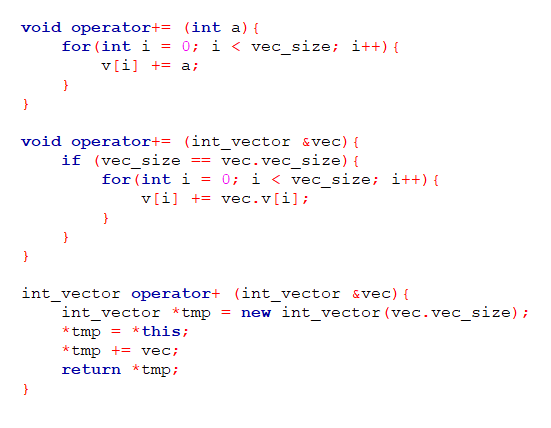 void operator+= (int a){
    for(int i = 0; i < vec_size; i++){
        v[i] += a;
    }
}

void operator+= (int_vector &vec){
    if (vec_size == vec.vec_size){
        for(int i = 0; i < vec_size; i++){
            v[i] += vec.v[i];
        }
    }
}

int_vector operator+ (int_vector &vec){
    int_vector *tmp = new int_vector(vec.vec_size);
    *tmp = *this;
    *tmp += vec;
    return *tmp;
}